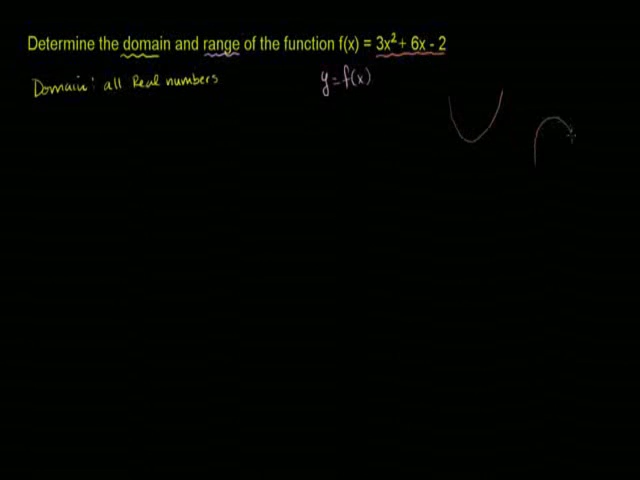 Determine the domain and range of the function f(x) = 3x² + 6x - 2
Domain: all Real numbers
y = f(x)